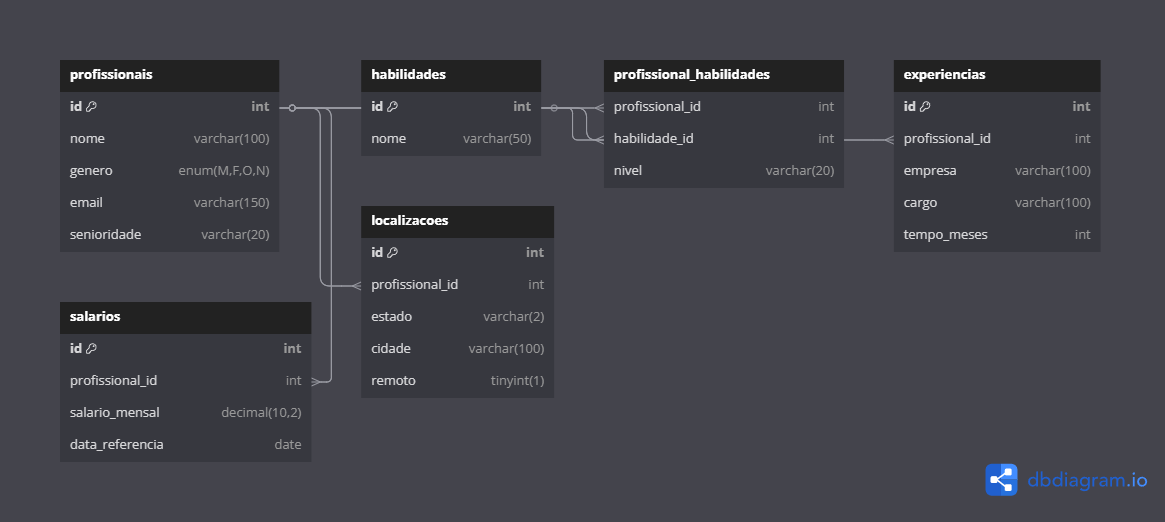 profissionais
id int
nome varchar(100)
genero enum(M,F,O,N)
email varchar(150)
senioridade varchar(20)
habilidades
id int
nome varchar(50)
profissional_habilidades
profissional_id int
habilidade_id int
nivel varchar(20)
experiencias
id int
profissional_id int
empresa varchar(100)
cargo varchar(100)
tempo_meses int
localizacoes
id int
profissional_id int
estado varchar(2)
cidade varchar(100)
remoto tinyint(1)
salarios
id int
profissional_id int
salario_mensal decimal(10,2)
data_referencia date
dbdiagram.io